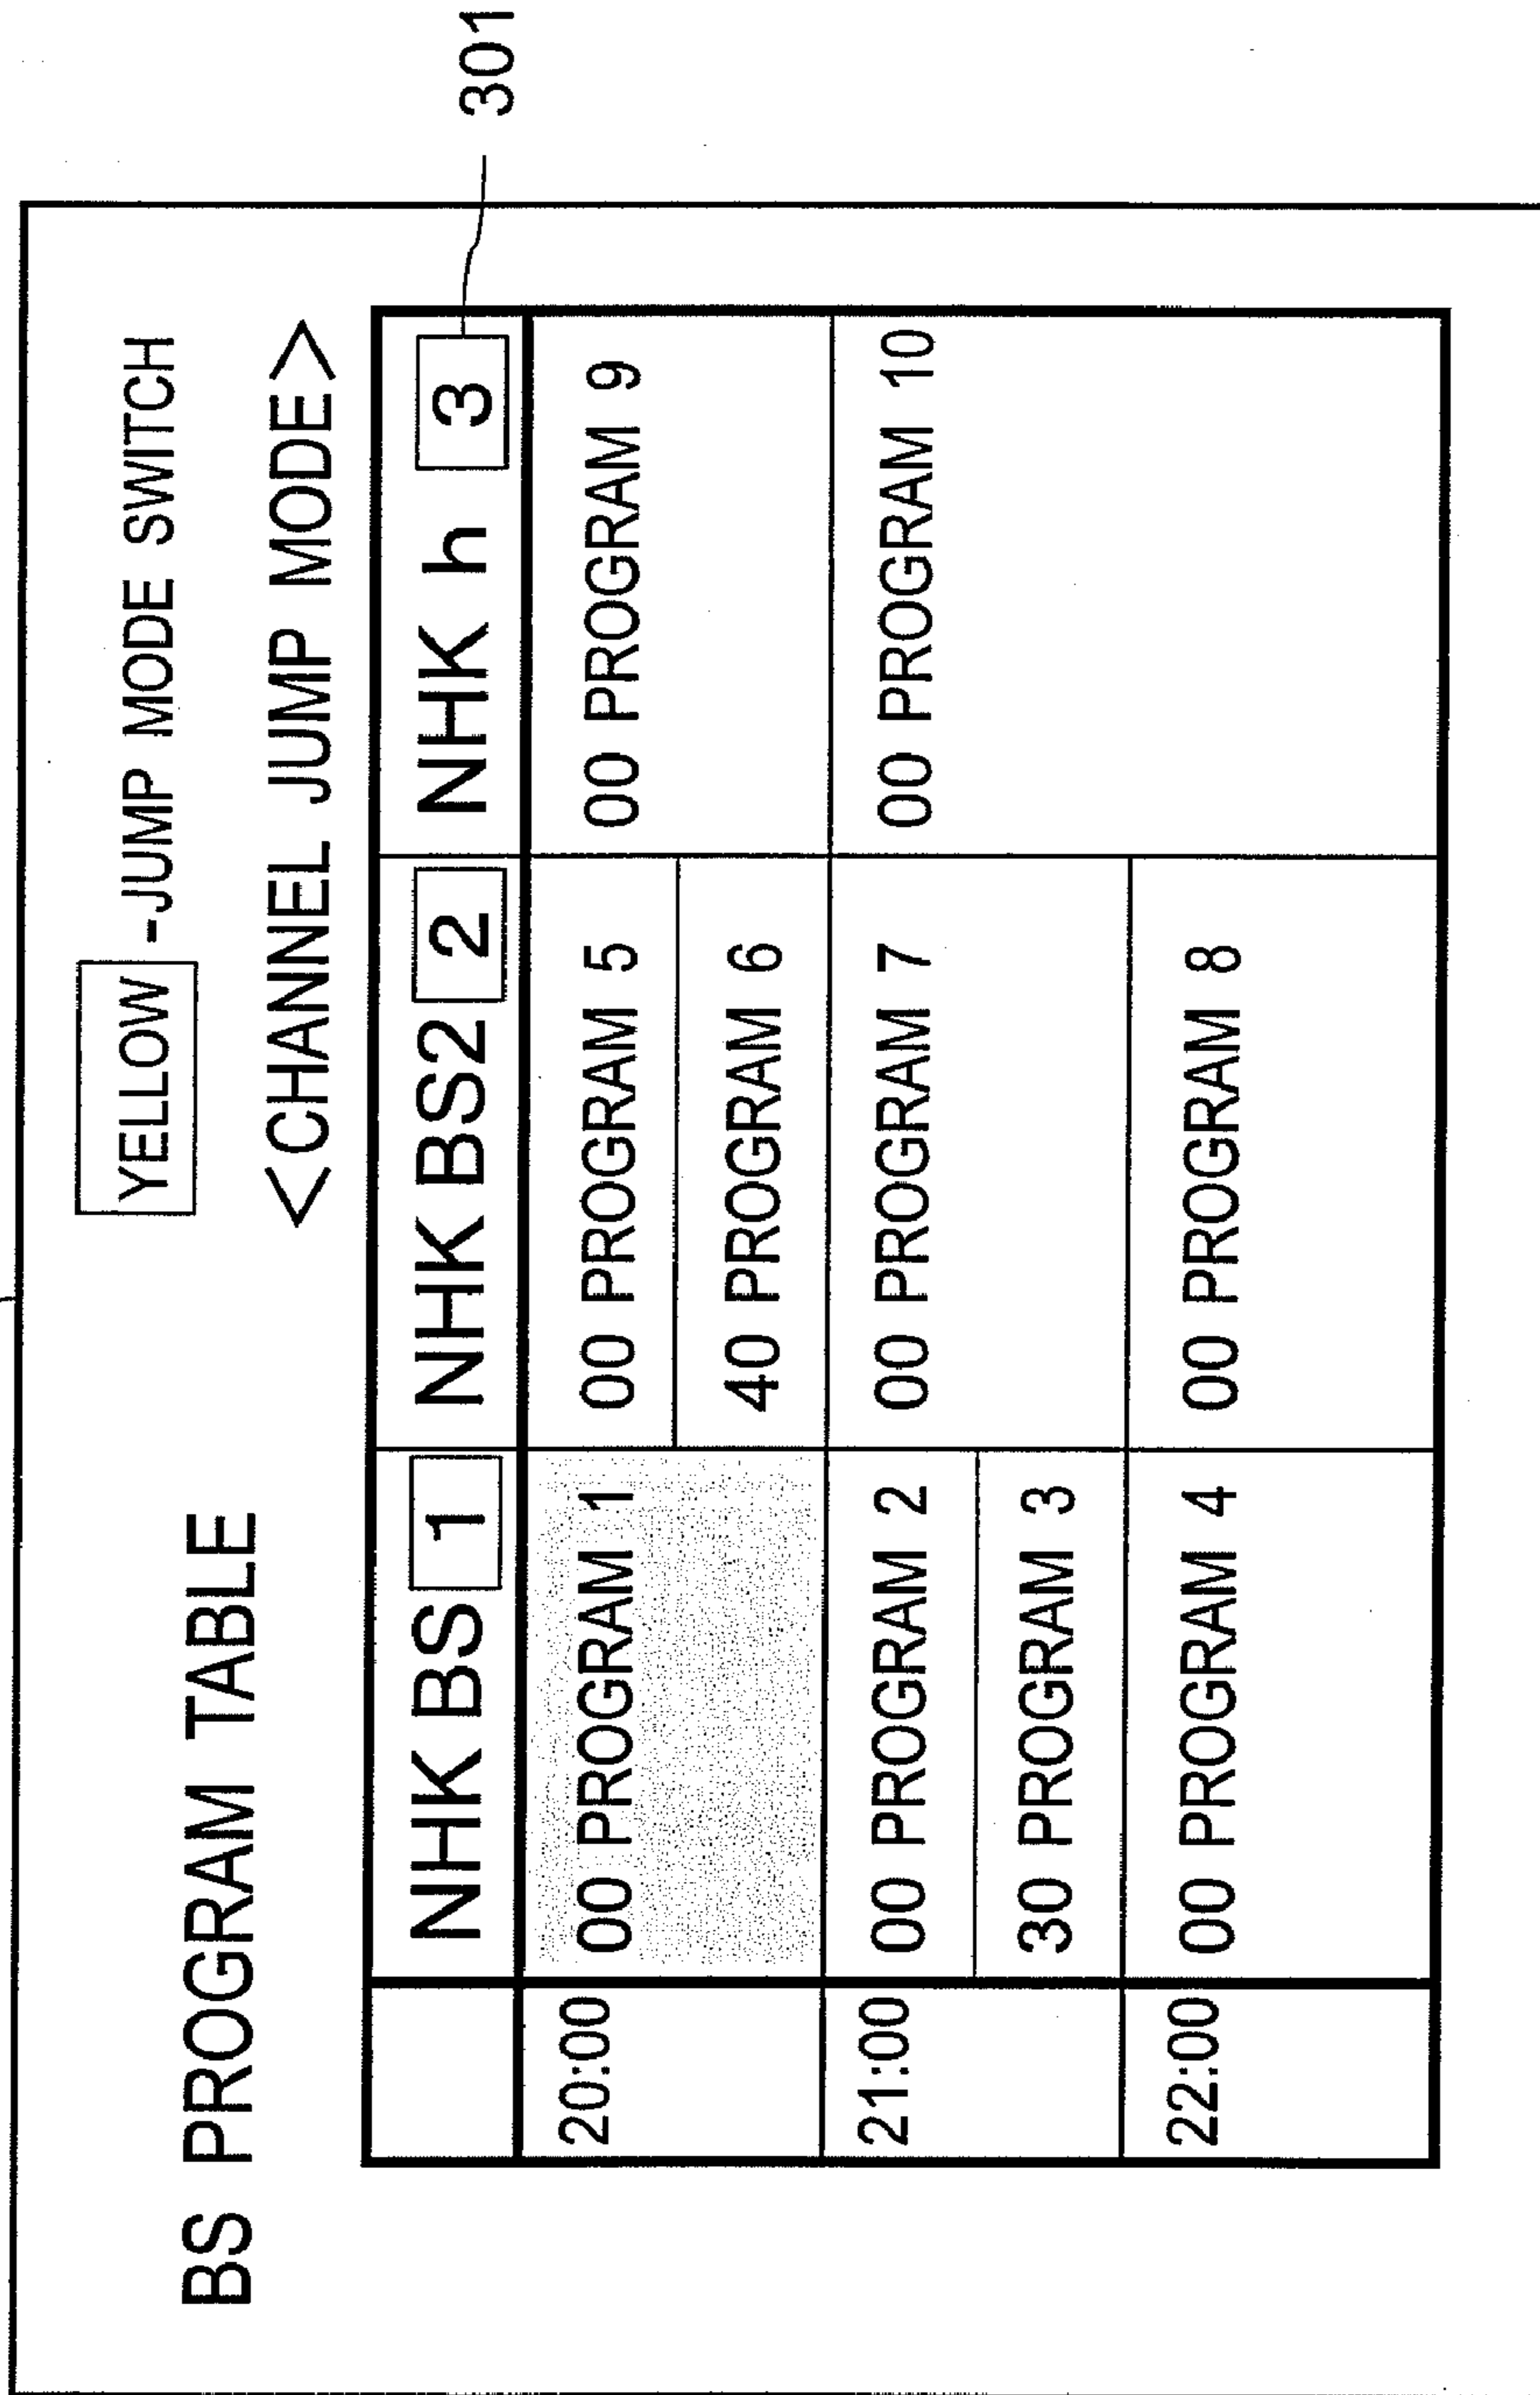 YELLOW -JUMP MODE SWITCH
BS PROGRAM TABLE
<CHANNEL JUMP MODE>
NHK BS 1 NHK BS2 2 NHK h 3
301
20:00 00 PROGRAM 1 00 PROGRAM 5 00 PROGRAM 9
40 PROGRAM 6
21:00 00 PROGRAM 2 00 PROGRAM 7 00 PROGRAM 10
30 PROGRAM 3
22:00 00 PROGRAM 4 00 PROGRAM 8